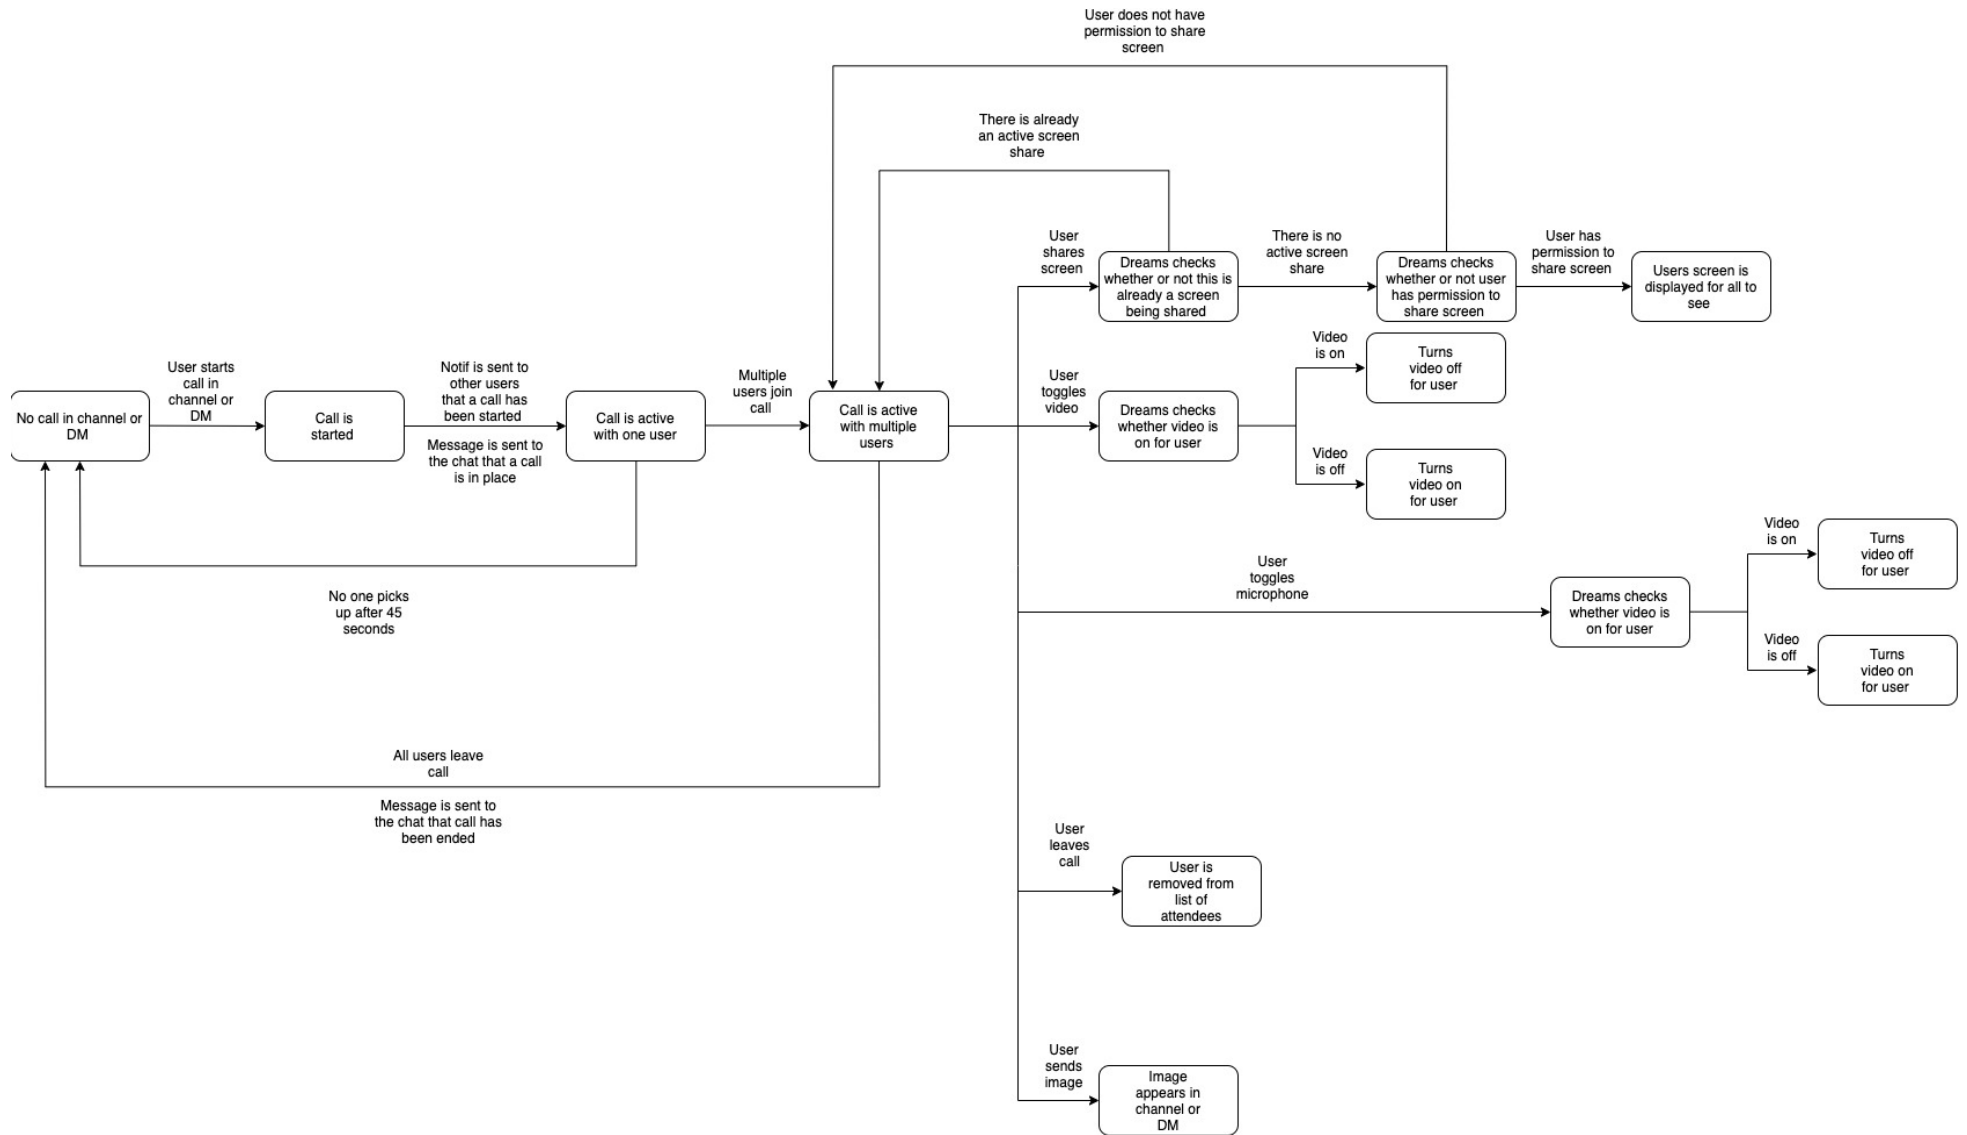 User does not have
permission to share
screen
There is already
an active screen
share
User
shares
screen
Dreams checks
whether or not this is
already a screen
being shared
There is no
active screen
share
Dreams checks
whether or not user
has permission to
share screen
User has
permission to
share screen
Users screen is
displayed for all to
see
No call in channel or
DM
User starts
call in
channel or
DM
Call is
started
Notif is sent to
other users
that a call has
been started
Message is sent to
the chat that a call
is in place
Call is active
with one user
Multiple
users join
call
Call is active
with multiple
users
User
toggles
video
Dreams checks
whether video is
on for user
Video
is on
Turns
video off
for user
Video
is off
Turns
video on
for user
No one picks
up after 45
seconds
User
toggles
microphone
Dreams checks
whether video is
on for user
Video
is on
Turns
video off
for user
Video
is off
Turns
video on
for user
All users leave
call
Message is sent to
the chat that call has
been ended
User
leaves
call
User is
removed from
list of
attendees
User
sends
image
Image
appears in
channel or
DM